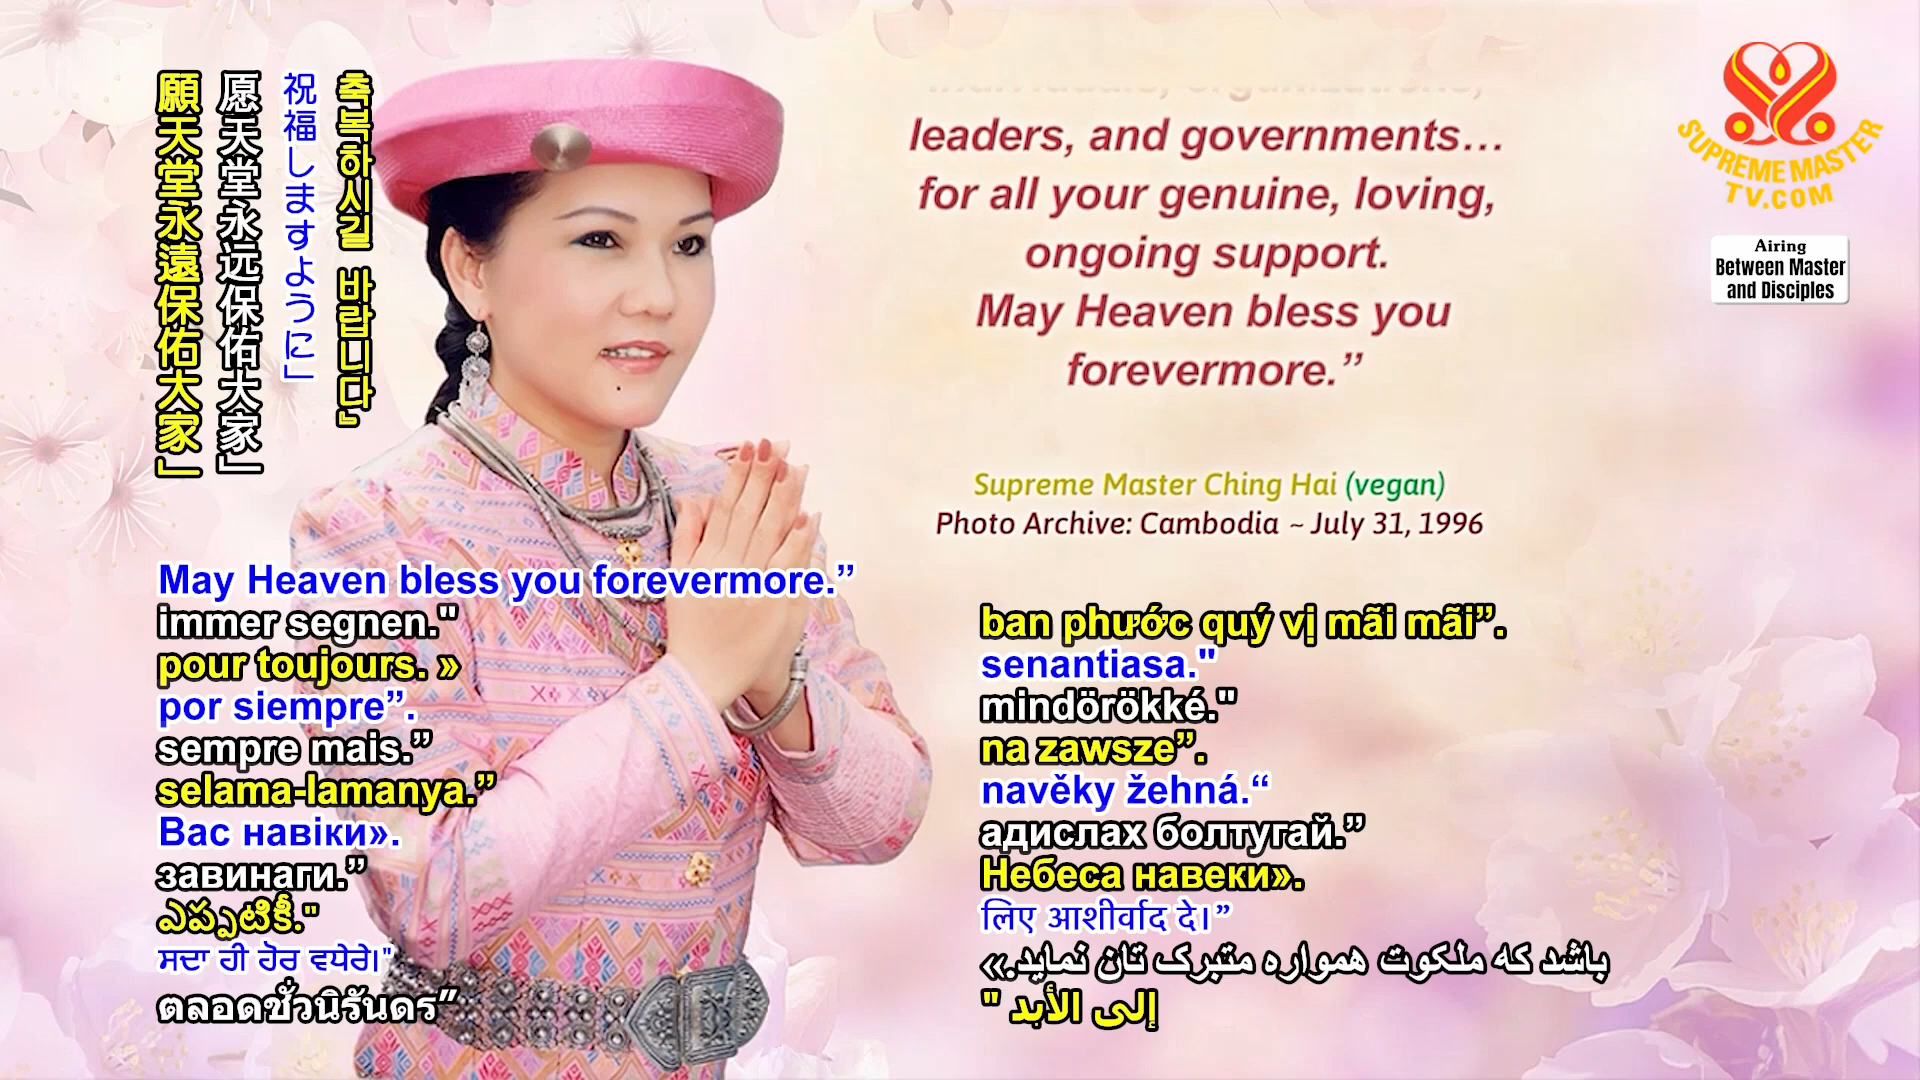 願天堂永遠保佑大家」
愿天堂永远保佑大家」
祝福しますように」
축복하시길 바랍니다』
leaders, and governments…
for all your genuine, loving,
ongoing support.
May Heaven bless you
forevermore.”
Supreme Master Ching Hai (vegan)
Photo Archive: Cambodia ~ July 31, 1996
SUPREME MASTER
TV.COM
Airing
Between Master
and Disciples
May Heaven bless you forevermore.”
immer segnen."
pour toujours. »
por siempre”.
sempre mais.”
selama-lamanya.”
Вас навіки».
завинаги.”
ఎప్పటికీ."
ਸਦਾ ਹੀ ਹੋਰ ਵਧੇਰੇ।"
ตลอดชั่วนิรันดร”
ban phước quý vị mãi mãi”.
senantiasa."
mindörökké."
na zawsze”.
navěky žehná.“
адислах болтугай.”
Небеса навеки».
लिए आशीर्वाद दे।”
باشد که ملکوت همواره متبرک تان نماید.»
إلى الأبد "